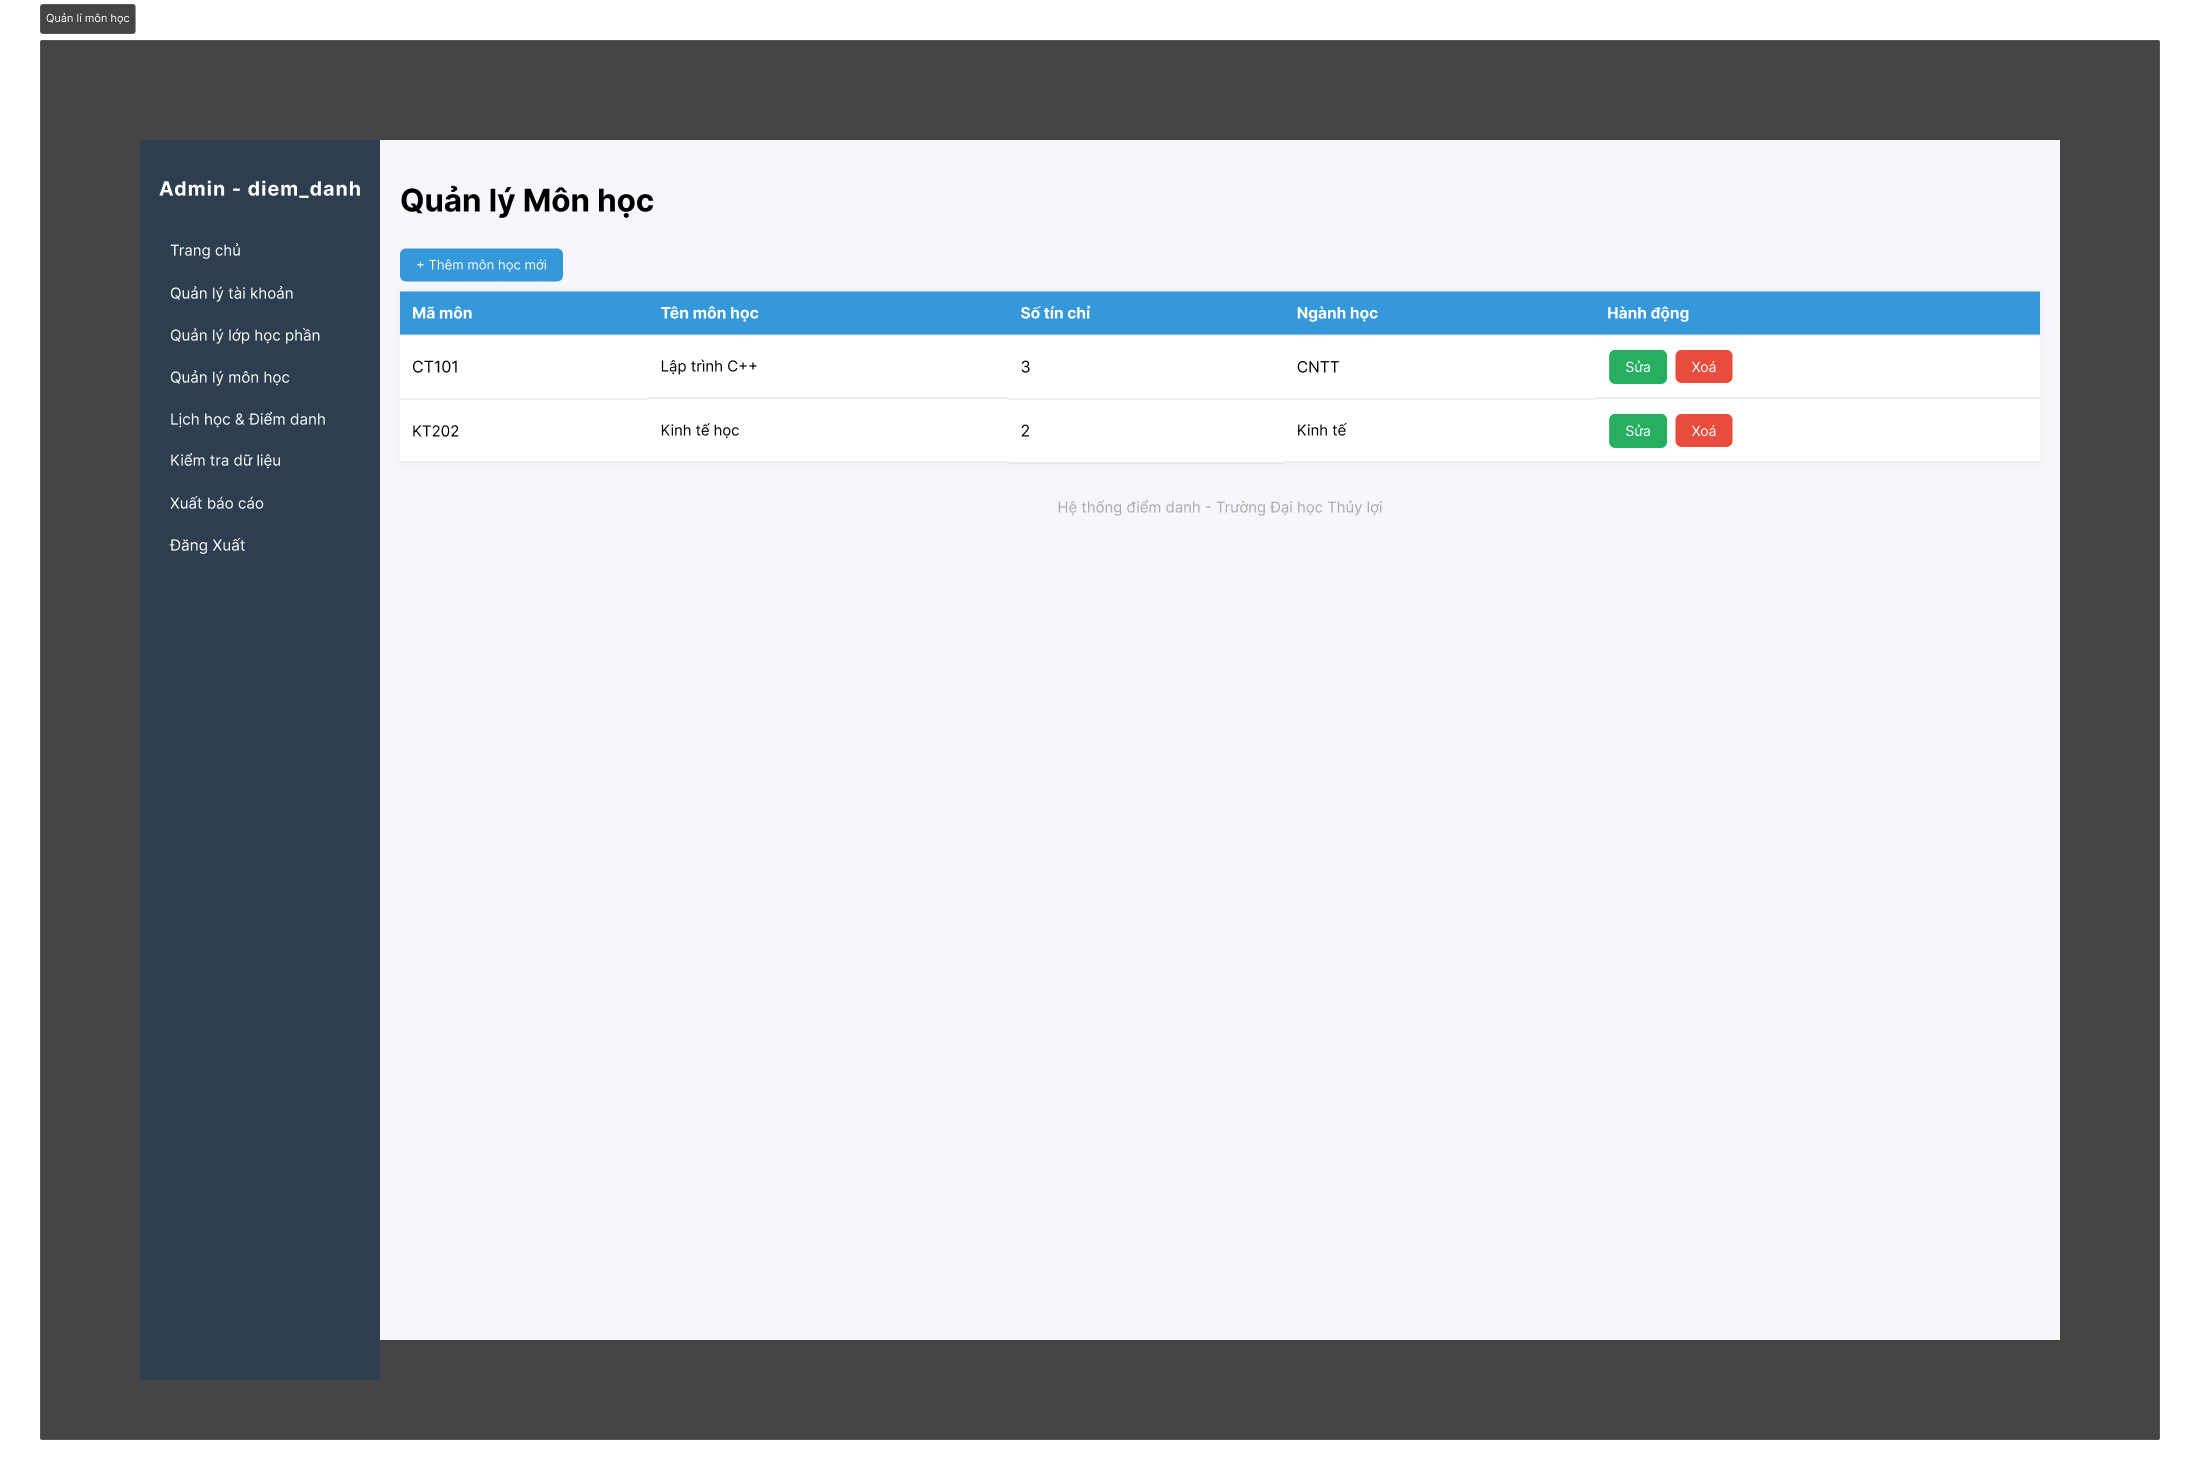 Quản lí môn học
Admin - diem_danh
Trang chủ
Quản lý tài khoản
Quản lý lớp học phần
Quản lý môn học
Lịch học & Điểm danh
Kiểm tra dữ liệu
Xuất báo cáo
Đăng Xuất
Quản lý Môn học
+ Thêm môn học mới
Mã môn Tên môn học Số tín chỉ Ngành học Hành động
CT101 Lập trình C++ 3 CNTT Sửa Xoá
KT202 Kinh tế học 2 Kinh tế Sửa Xoá
Hệ thống điểm danh - Trường Đại học Thủy lợi